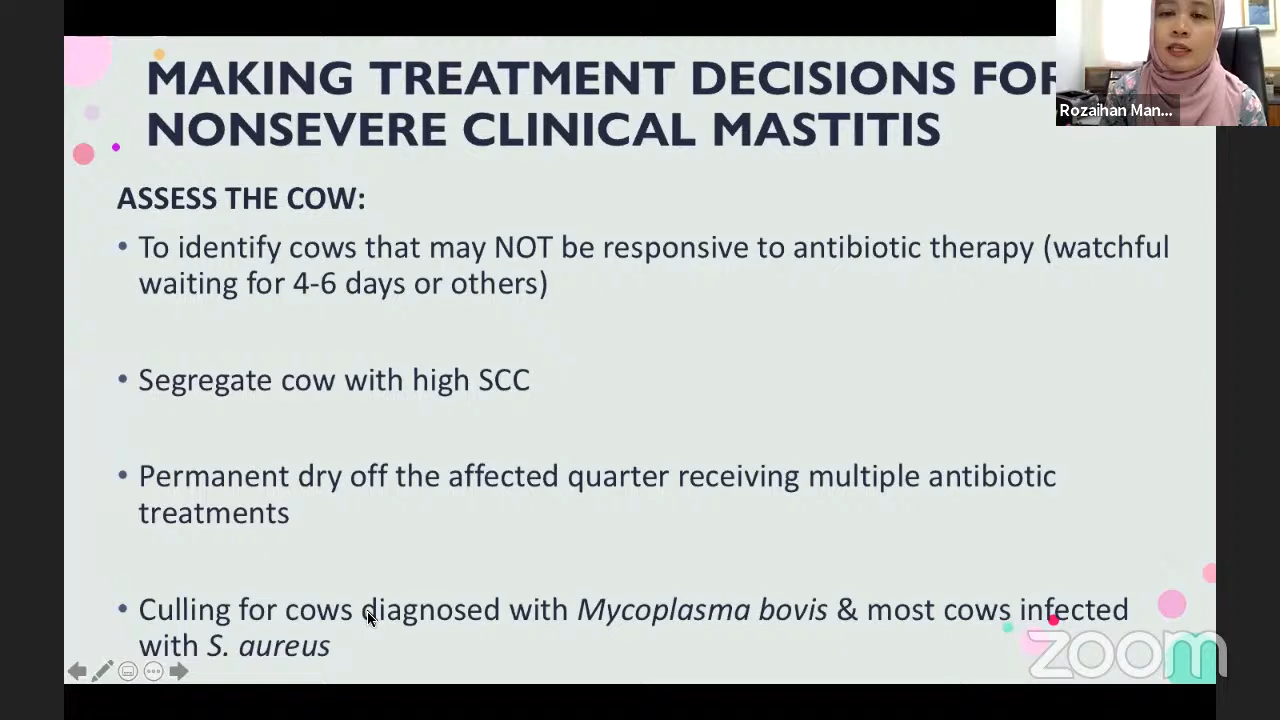 MAKING TREATMENT DECISIONS FOR
NONSEVERE CLINICAL MASTITIS
Rozaihan Man...
ASSESS THE COW:
• To identify cows that may NOT be responsive to antibiotic therapy (watchful
waiting for 4-6 days or others)
• Segregate cow with high SCC
• Permanent dry off the affected quarter receiving multiple antibiotic
treatments
• Culling for cows diagnosed with Mycoplasma bovis & most cows infected
with S. aureus
zoom